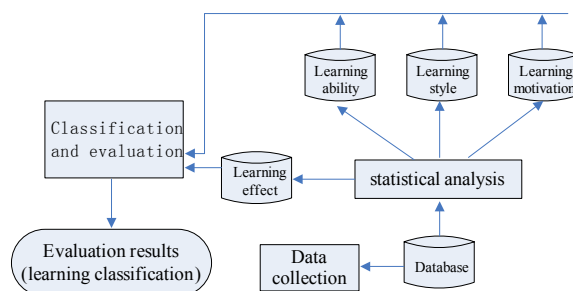 Learning
ability
Learning
style
Learning
motivation
Classification
and evaluation
Learning
effect
statistical analysis
Evaluation results
(learning classification)
Data
collection
Database